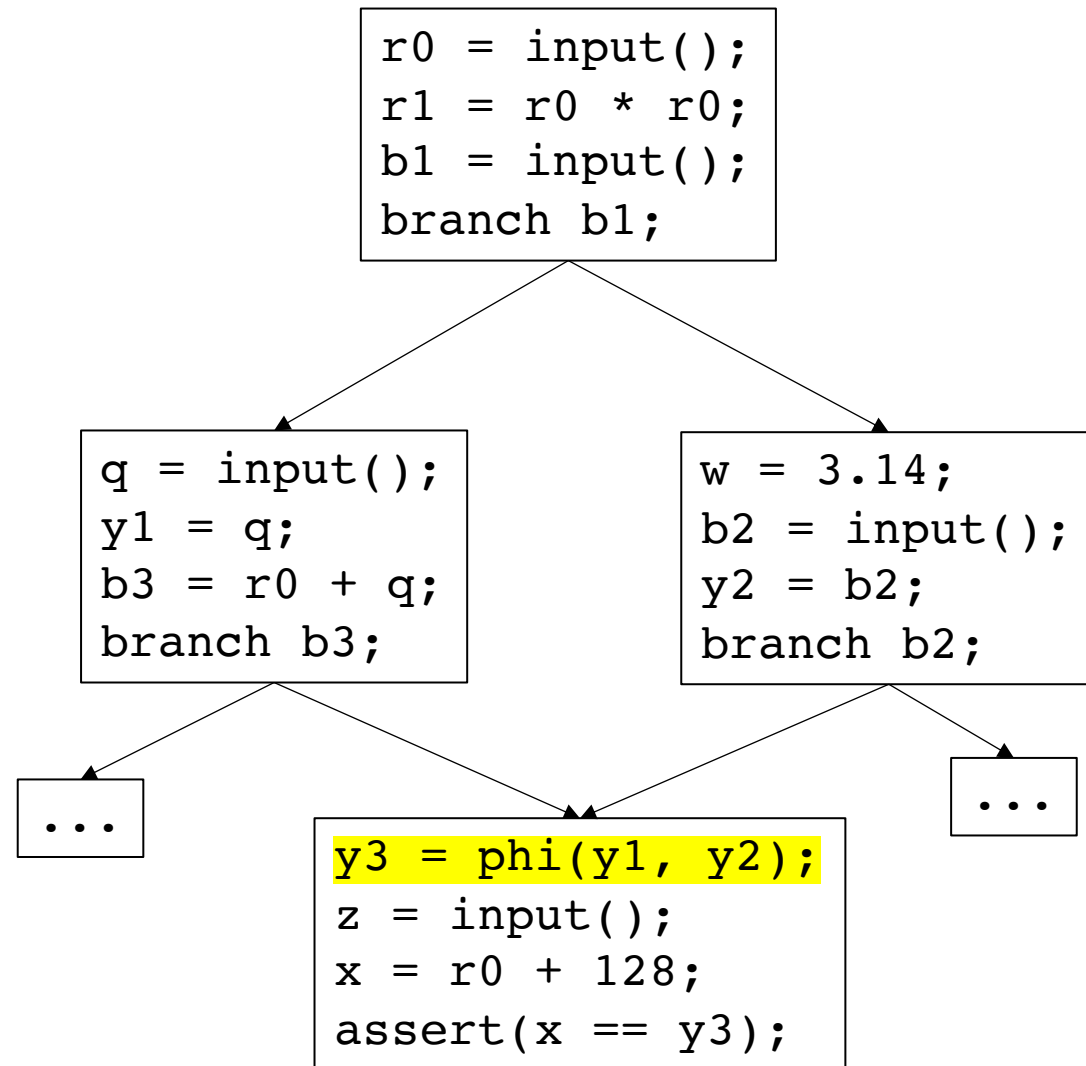 r0 = input();
r1 = r0 * r0;
b1 = input();
branch b1;
q = input();
y1 = q;
b3 = r0 + q;
branch b3;
w = 3.14;
b2 = input();
y2 = b2;
branch b2;
...
...
y3 = phi(y1, y2);
z = input();
x = r0 + 128;
assert(x == y3);